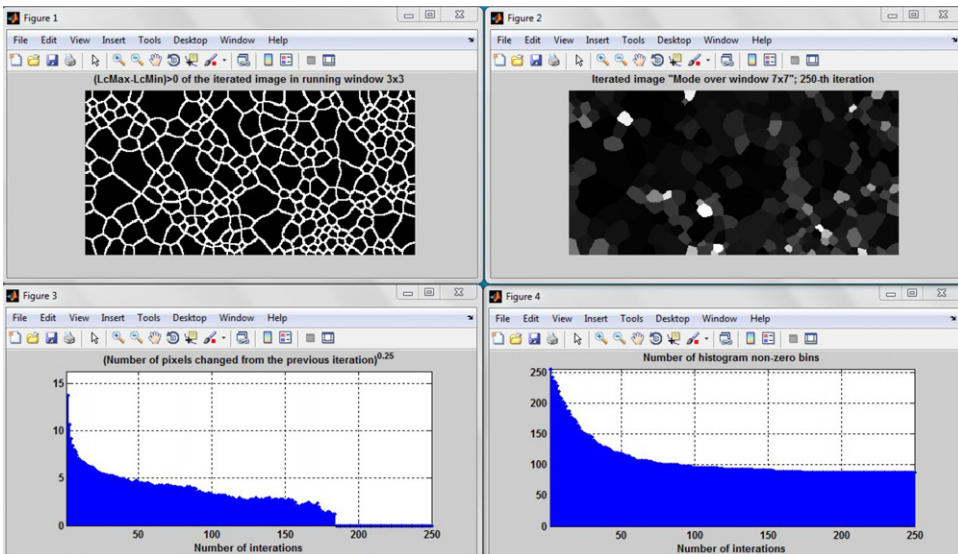 Figure 1
File Edit View Insert Tools Desktop Window Help
(LcMax-LcMin)>0 of the iterated image in running window 3x3
Figure 2
File Edit View Insert Tools Desktop Window Help
Iterated image "Mode over window 7x7"; 250-th iteration
Figure 3
File Edit View Insert Tools Desktop Window Help
(Number of pixels changed from the previous iteration)^0.25
15
10
5
0
50 100 150 200 250
Number of interations
Figure 4
File Edit View Insert Tools Desktop Window Help
Number of histogram non-zero bins
250
200
150
100
50
0
50 100 150 200 250
Number of interations